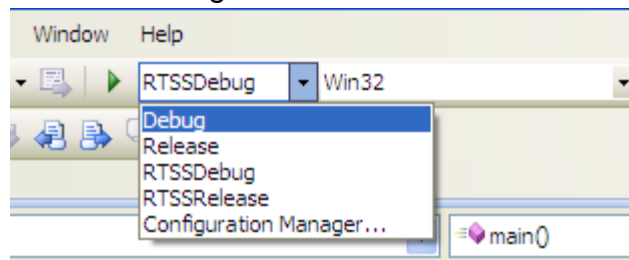 Window Help
RTSSDebug Win32
Debug
Release
RTSSDebug
RTSSRelease
Configuration Manager...
main()